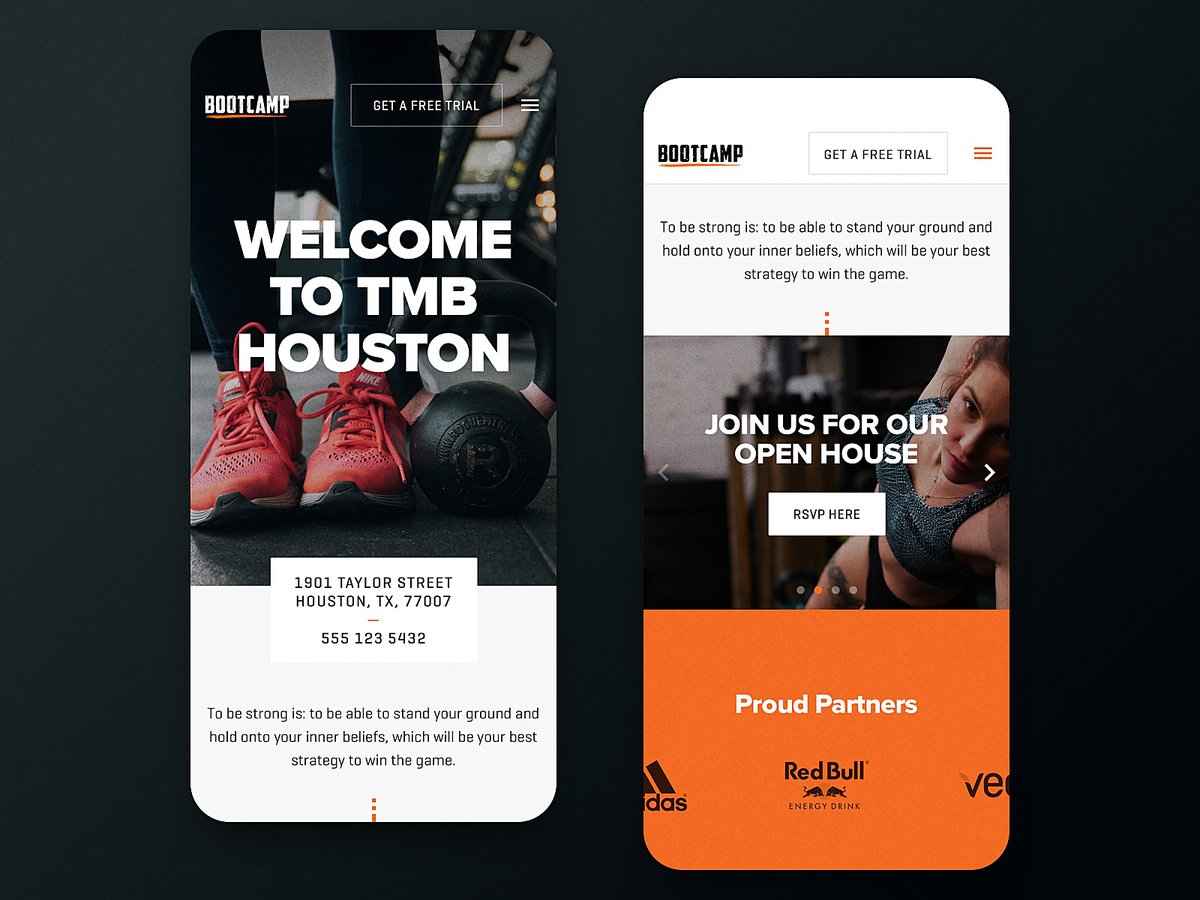 BOOTCAMP
GET A FREE TRIAL
WELCOME
TO TMB
HOUSTON
NIKE
1901 TAYLOR STREET
HOUSTON, TX, 77007
555 123 5432
To be strong is: to be able to stand your ground and
hold onto your inner beliefs, which will be your best
strategy to win the game.
BOOTCAMP
GET A FREE TRIAL
To be strong is: to be able to stand your ground and
hold onto your inner beliefs, which will be your best
strategy to win the game.
JOIN US FOR OUR
OPEN HOUSE
RSVP HERE
Proud Partners
idas®
Red Bull®
ENERGY DRINK